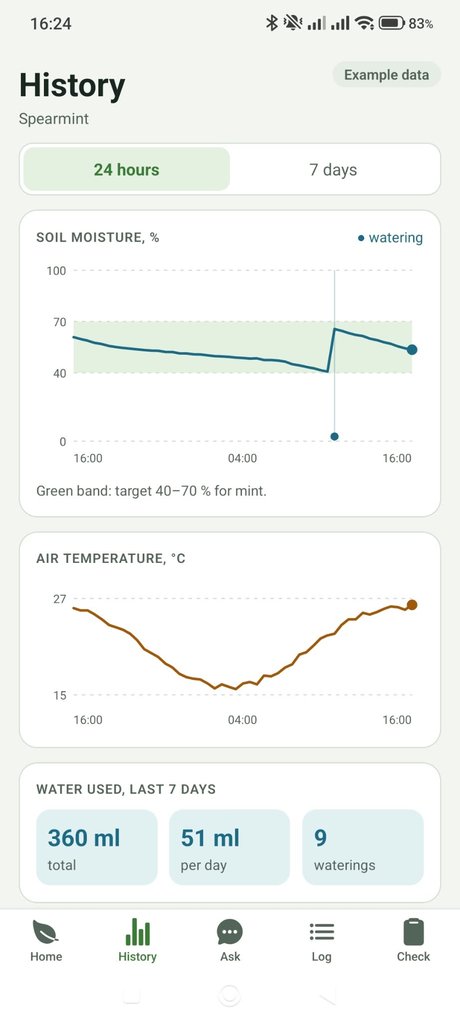 16:24
83%
History
Example data
Spearmint
24 hours
7 days
SOIL MOISTURE, %
watering
100
70
40
0
16:00 04:00 16:00
Green band: target 40–70 % for mint.
AIR TEMPERATURE, °C
27
15
16:00 04:00 16:00
WATER USED, LAST 7 DAYS
360 ml 51 ml 9
total per day waterings
Home History Ask Log Check